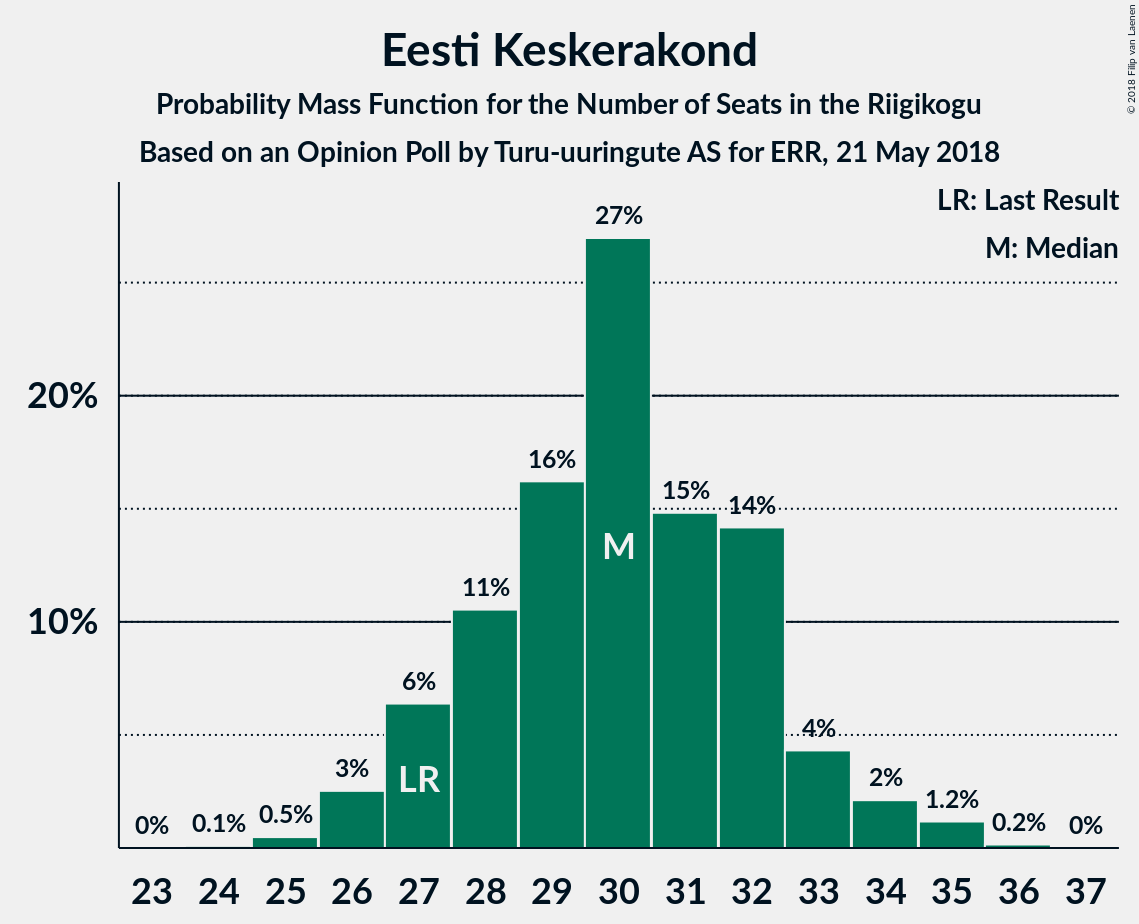 Eesti Keskerakond
Probability Mass Function for the Number of Seats in the Riigikogu
Based on an Opinion Poll by Turu-uuringute AS for ERR, 21 May 2018
© 2018 Filip van Laenen
LR: Last Result
M: Median
27%
20%
16%
15%
14%
M
11%
10%
6%
4%
3%
LR
2%
1.2%
0%
0.1%
0.5%
0.2%
0%
23 24 25 26 27 28 29 30 31 32 33 34 35 36 37